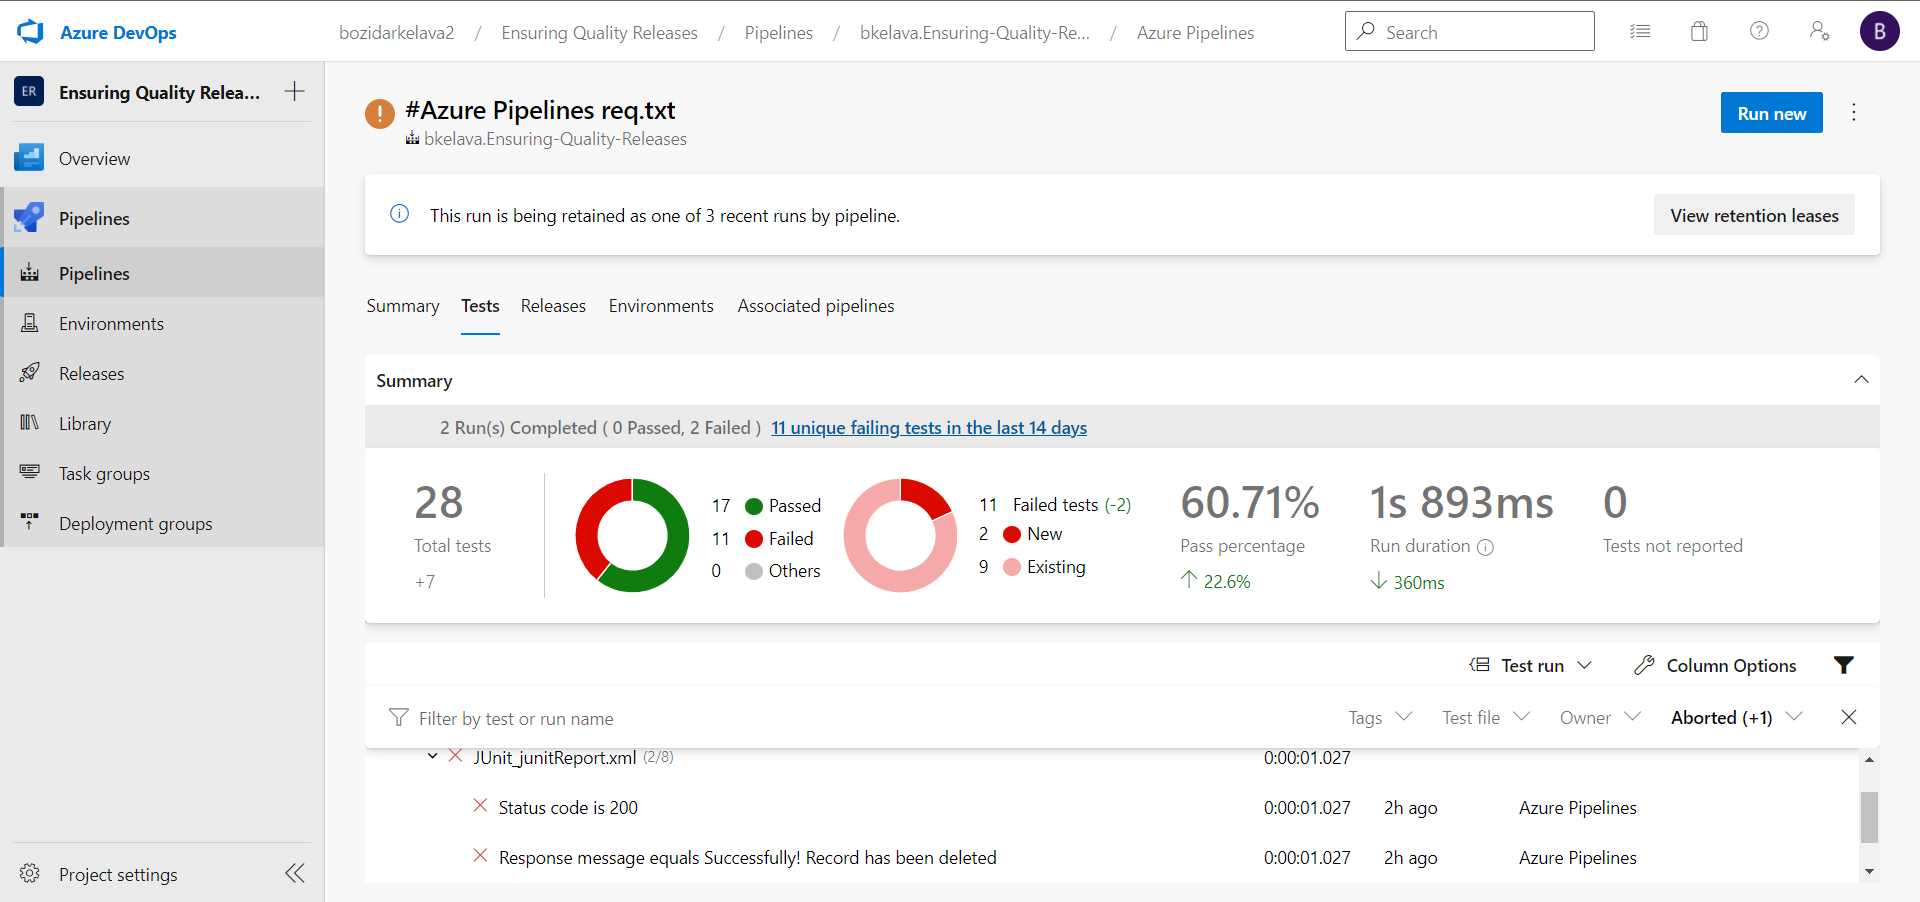 Azure DevOps
bozidarkelava2 / Ensuring Quality Releases / Pipelines / bkelava.Ensuring-Quality-Re... / Azure Pipelines
Search
B
ER Ensuring Quality Relea...
Overview
Pipelines
Pipelines
Environments
Releases
Library
Task groups
Deployment groups
Project settings
#Azure Pipelines req.txt
bkelava.Ensuring-Quality-Releases
Run new
This run is being retained as one of 3 recent runs by pipeline.
View retention leases
Summary Tests Releases Environments Associated pipelines
Summary
2 Run(s) Completed ( 0 Passed, 2 Failed ) 11 unique failing tests in the last 14 days
28
Total tests
+7
17 Passed
11 Failed
0 Others
11 Failed tests (-2)
2 New
9 Existing
60.71%
Pass percentage
22.6%
1s 893ms
Run duration
360ms
0
Tests not reported
Test run Column Options
Filter by test or run name Tags Test file Owner Aborted (+1)
JUnit_junitReport.xml (2/8) 0:00:01.027
Status code is 200 0:00:01.027 2h ago Azure Pipelines
Response message equals Successfully! Record has been deleted 0:00:01.027 2h ago Azure Pipelines